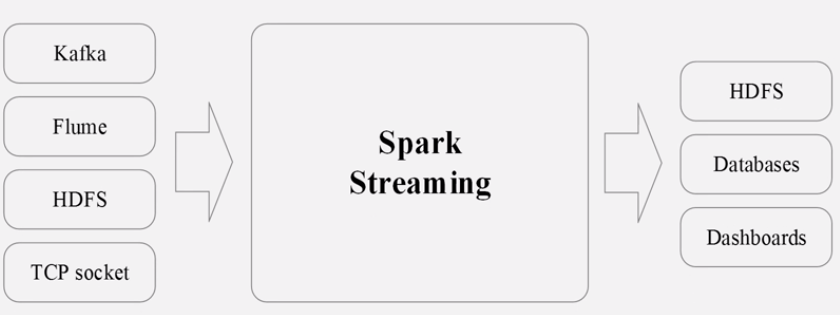 Kafka
Flume
HDFS
TCP socket
Spark
Streaming
HDFS
Databases
Dashboards